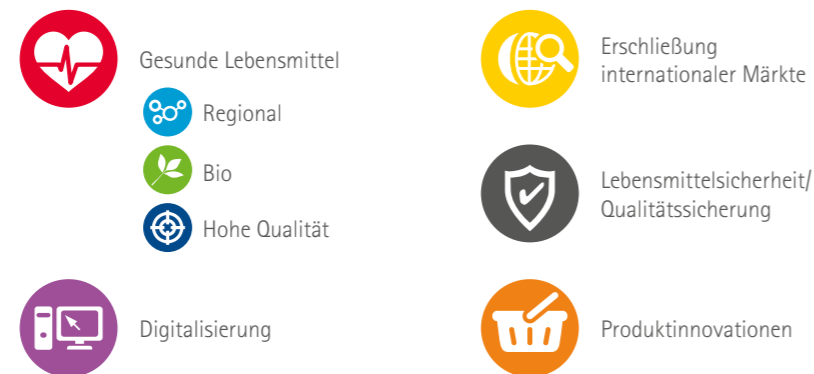 Gesunde Lebensmittel
Regional
Bio
Hohe Qualität
Digitalisierung
Erschließung
internationaler Märkte
Lebensmittelsicherheit/
Qualitätssicherung
Produktinnovationen